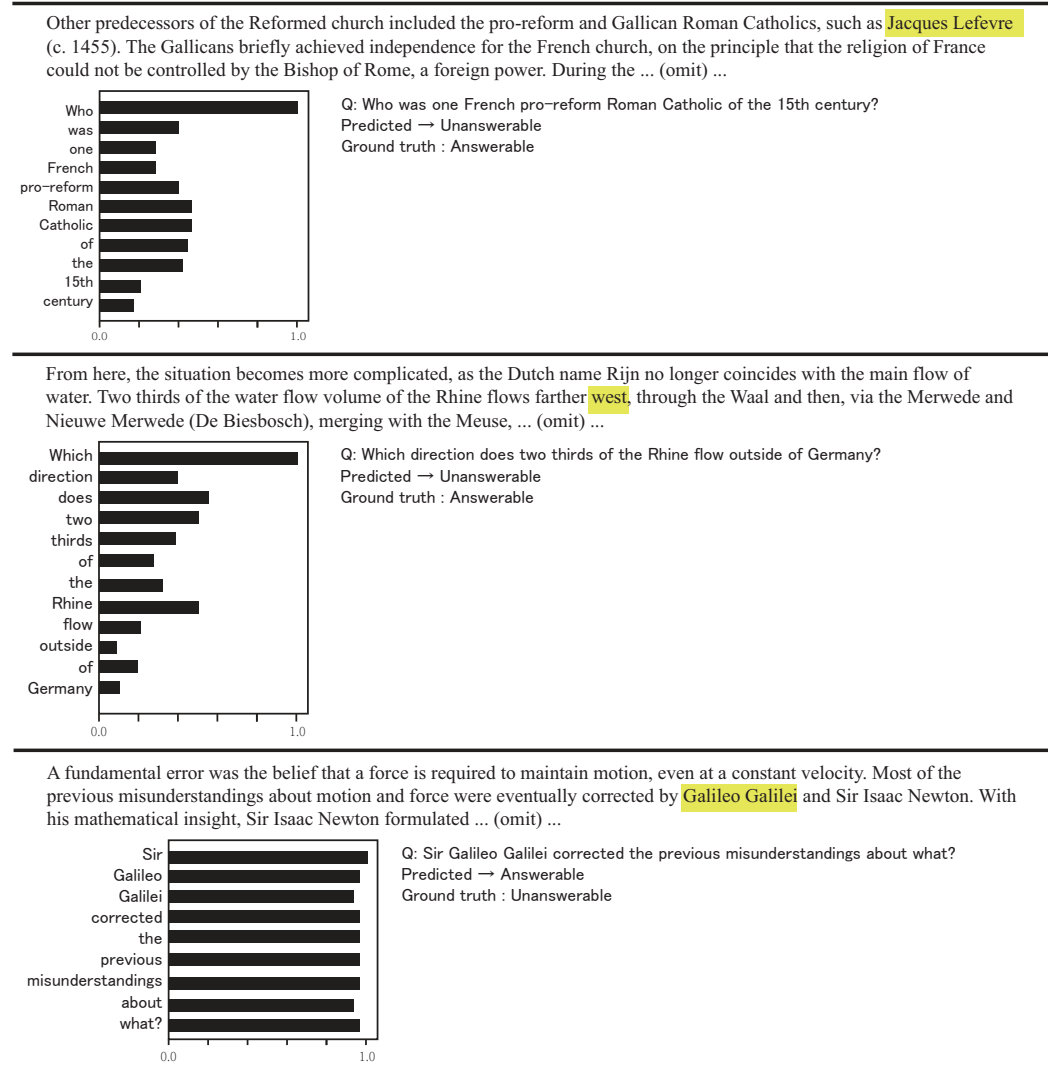 Other predecessors of the Reformed church included the pro-reform and Gallican Roman Catholics, such as Jacques Lefevre
(c. 1455). The Gallicans briefly achieved independence for the French church, on the principle that the religion of France
could not be controlled by the Bishop of Rome, a foreign power. During the ... (omit) ...
Q: Who was one French pro-reform Roman Catholic of the 15th century?
Predicted → Unanswerable
Ground truth : Answerable
Who
was
one
French
pro-reform
Roman
Catholic
of
the
15th
century
0.0 1.0
From here, the situation becomes more complicated, as the Dutch name Rijn no longer coincides with the main flow of
water. Two thirds of the water flow volume of the Rhine flows farther west, through the Waal and then, via the Merwede and
Nieuwe Merwede (De Biesbosch), merging with the Meuse, ... (omit) ...
Q: Which direction does two thirds of the Rhine flow outside of Germany?
Predicted → Unanswerable
Ground truth : Answerable
Which
direction
does
two
thirds
of
the
Rhine
flow
outside
of
Germany
0.0 1.0
A fundamental error was the belief that a force is required to maintain motion, even at a constant velocity. Most of the
previous misunderstandings about motion and force were eventually corrected by Galileo Galilei and Sir Isaac Newton. With
his mathematical insight, Sir Isaac Newton formulated ... (omit) ...
Q: Sir Galileo Galilei corrected the previous misunderstandings about what?
Predicted → Answerable
Ground truth : Unanswerable
Sir
Galileo
Galilei
corrected
the
previous
misunderstandings
about
what?
0.0 1.0